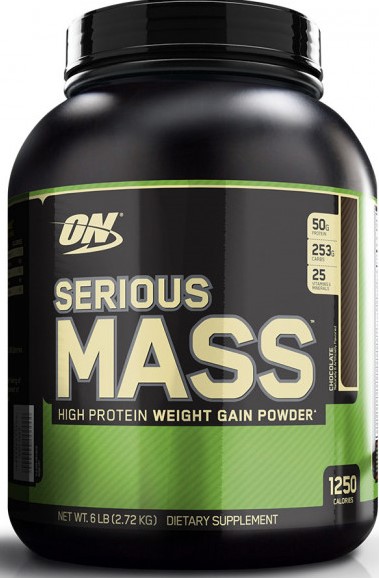 ON®
50G
PROTEIN
253G
CARBS
25
VITAMINS &
MINERALS
SERIOUS
MASS™
CHOCOLATE
HIGH PROTEIN WEIGHT GAIN POWDER*
1250
CALORIES
NET WT. 6 LB (2.72 KG) DIETARY SUPPLEMENT